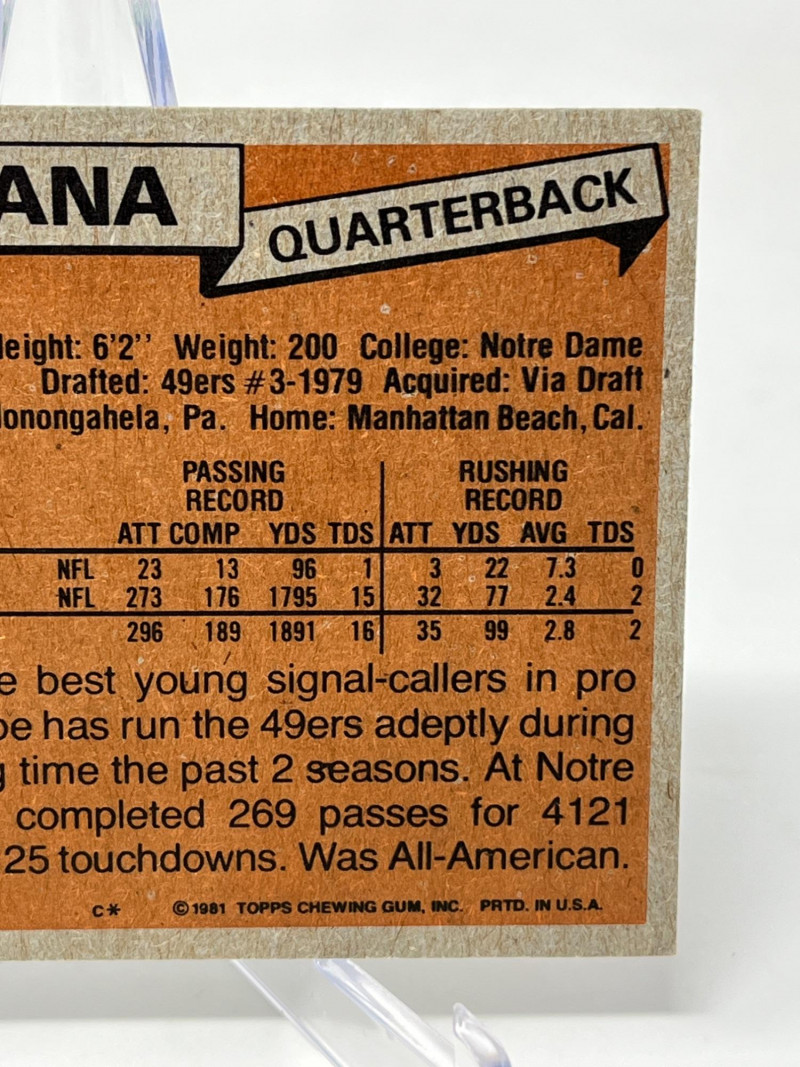 ANA
QUARTERBACK
eight: 6'2'' Weight: 200 College: Notre Dame
Drafted: 49ers #3-1979 Acquired: Via Draft
onongahela, Pa. Home: Manhattan Beach, Cal.
PASSING RECORD RUSHING RECORD
ATT COMP YDS TDS ATT YDS AVG TDS
NFL 23 13 96 1 3 22 7.3 0
NFL 273 176 1795 15 32 77 2.4 2
296 189 1891 16 35 99 2.8 2
e best young signal-callers in pro
oe has run the 49ers adeptly during
g time the past 2 seasons. At Notre
completed 269 passes for 4121
25 touchdowns. Was All-American.
C* ©1981 TOPPS CHEWING GUM, INC. PRTD. IN U.S.A.